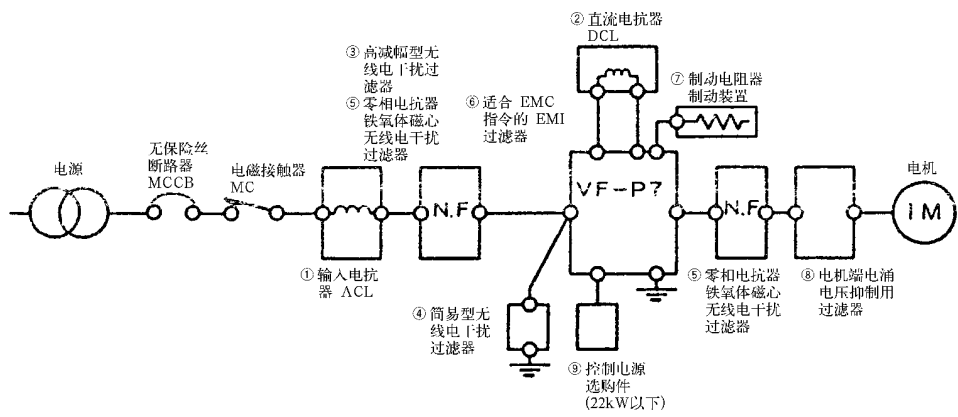 ② 直流电抗器
DCL
③ 高减幅型无
线电干扰过
滤器
⑤ 零相电抗器
铁氧体磁心
无线电干扰
过滤器
⑥ 适合 EMC
指令的 EMI
过滤器
⑦ 制动电阻器
制动装置
电源
无保险丝
断路器
MCCB
电磁接触器
MC
N.F
VF-P7
N.F
电机
IM
① 输入电抗
器 ACL
④ 简易型无
线电干扰
过滤器
⑨ 控制电源
选购件
(22kW以下)
⑤ 零相电抗器
铁氧体磁心
无线电干扰
过滤器
⑧ 电机端电涌
电压抑制用
过滤器